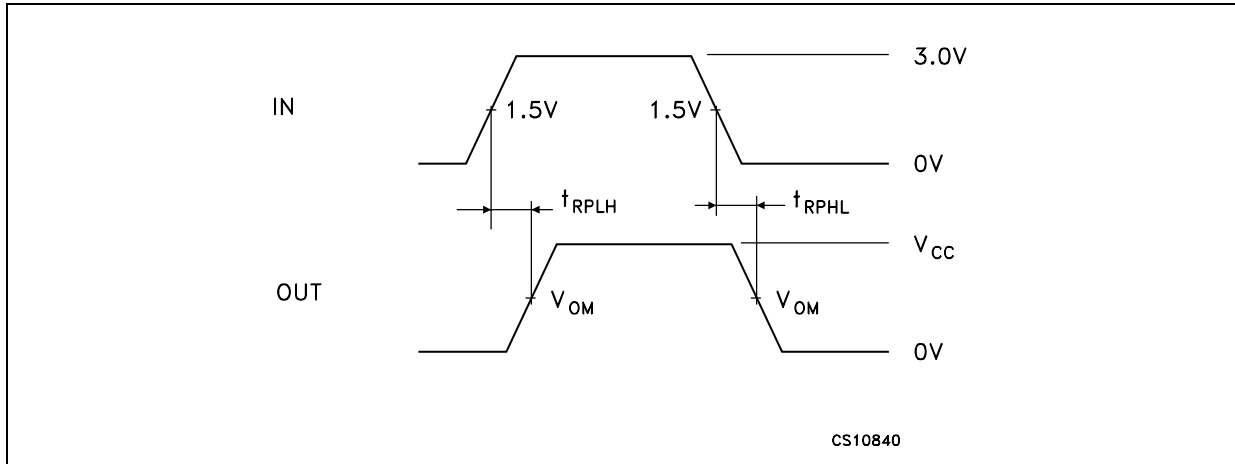 3.0V
IN
1.5V
1.5V
0V
tRPLH
tRPHL
VCC
OUT
VOM
VOM
0V
CS10840